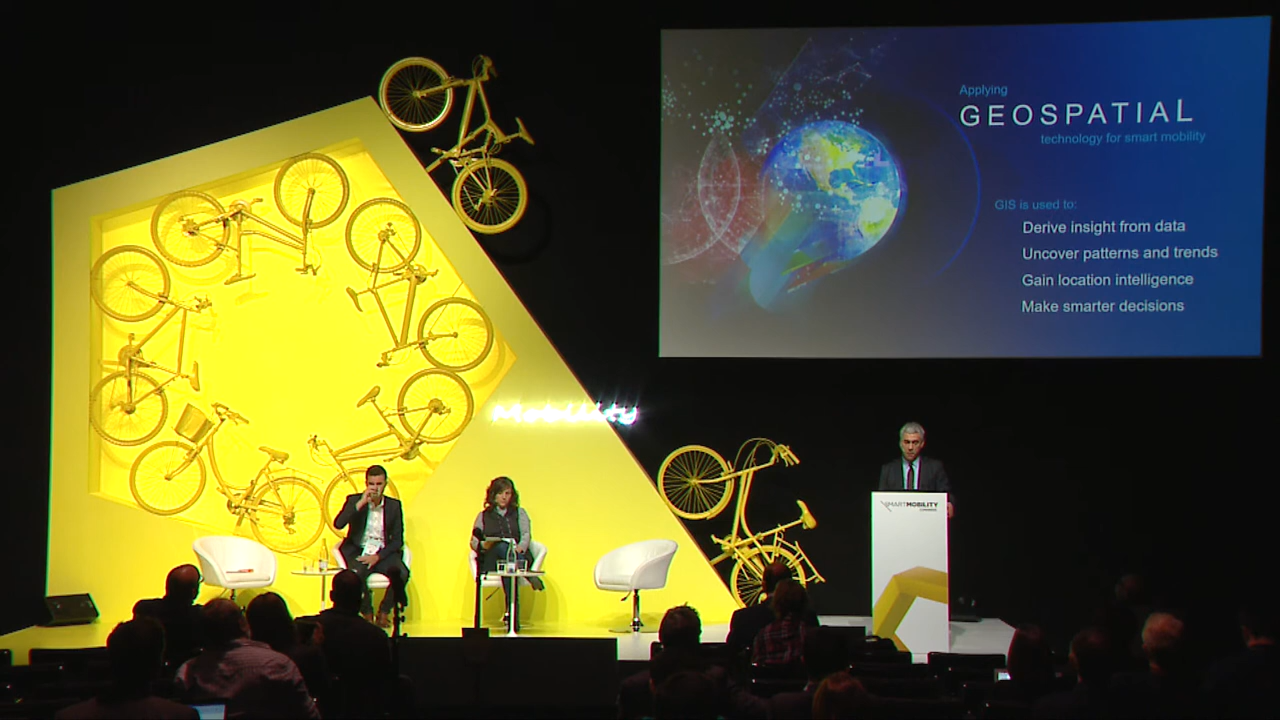 Applying
GEOSPATIAL
technology for smart mobility
GIS is used to:
Derive insight from data
Uncover patterns and trends
Gain location intelligence
Make smarter decisions
Mobility
SMARTMOBILITY